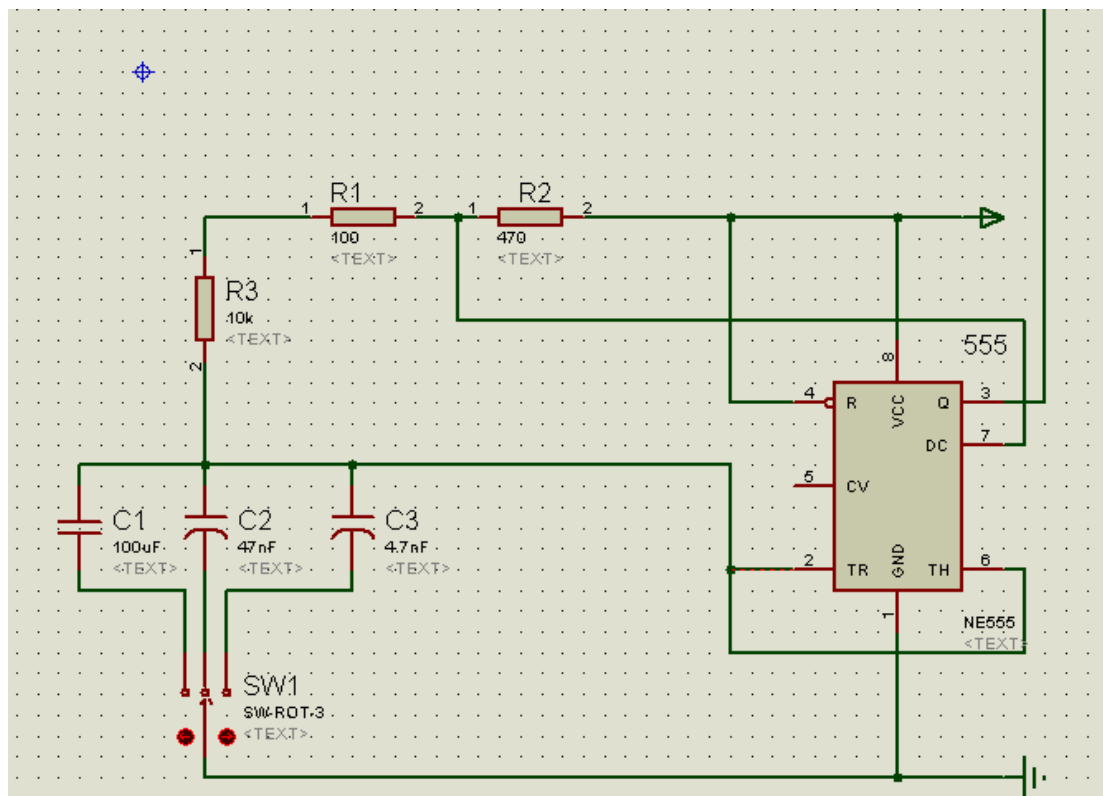 R1
R2
1
2
1
2
100
470
<TEXT>
<TEXT>
1
R3
10k
<TEXT>
2
555
8
4
R
VCC
Q
3
DC
7
5
CV
C1
C2
C3
100uF
47nF
4.7nF
<TEXT>
<TEXT>
<TEXT>
2
TR
GND
TH
6
1
NE555
<TEXT>
SW1
SW-ROT-3
<TEXT>